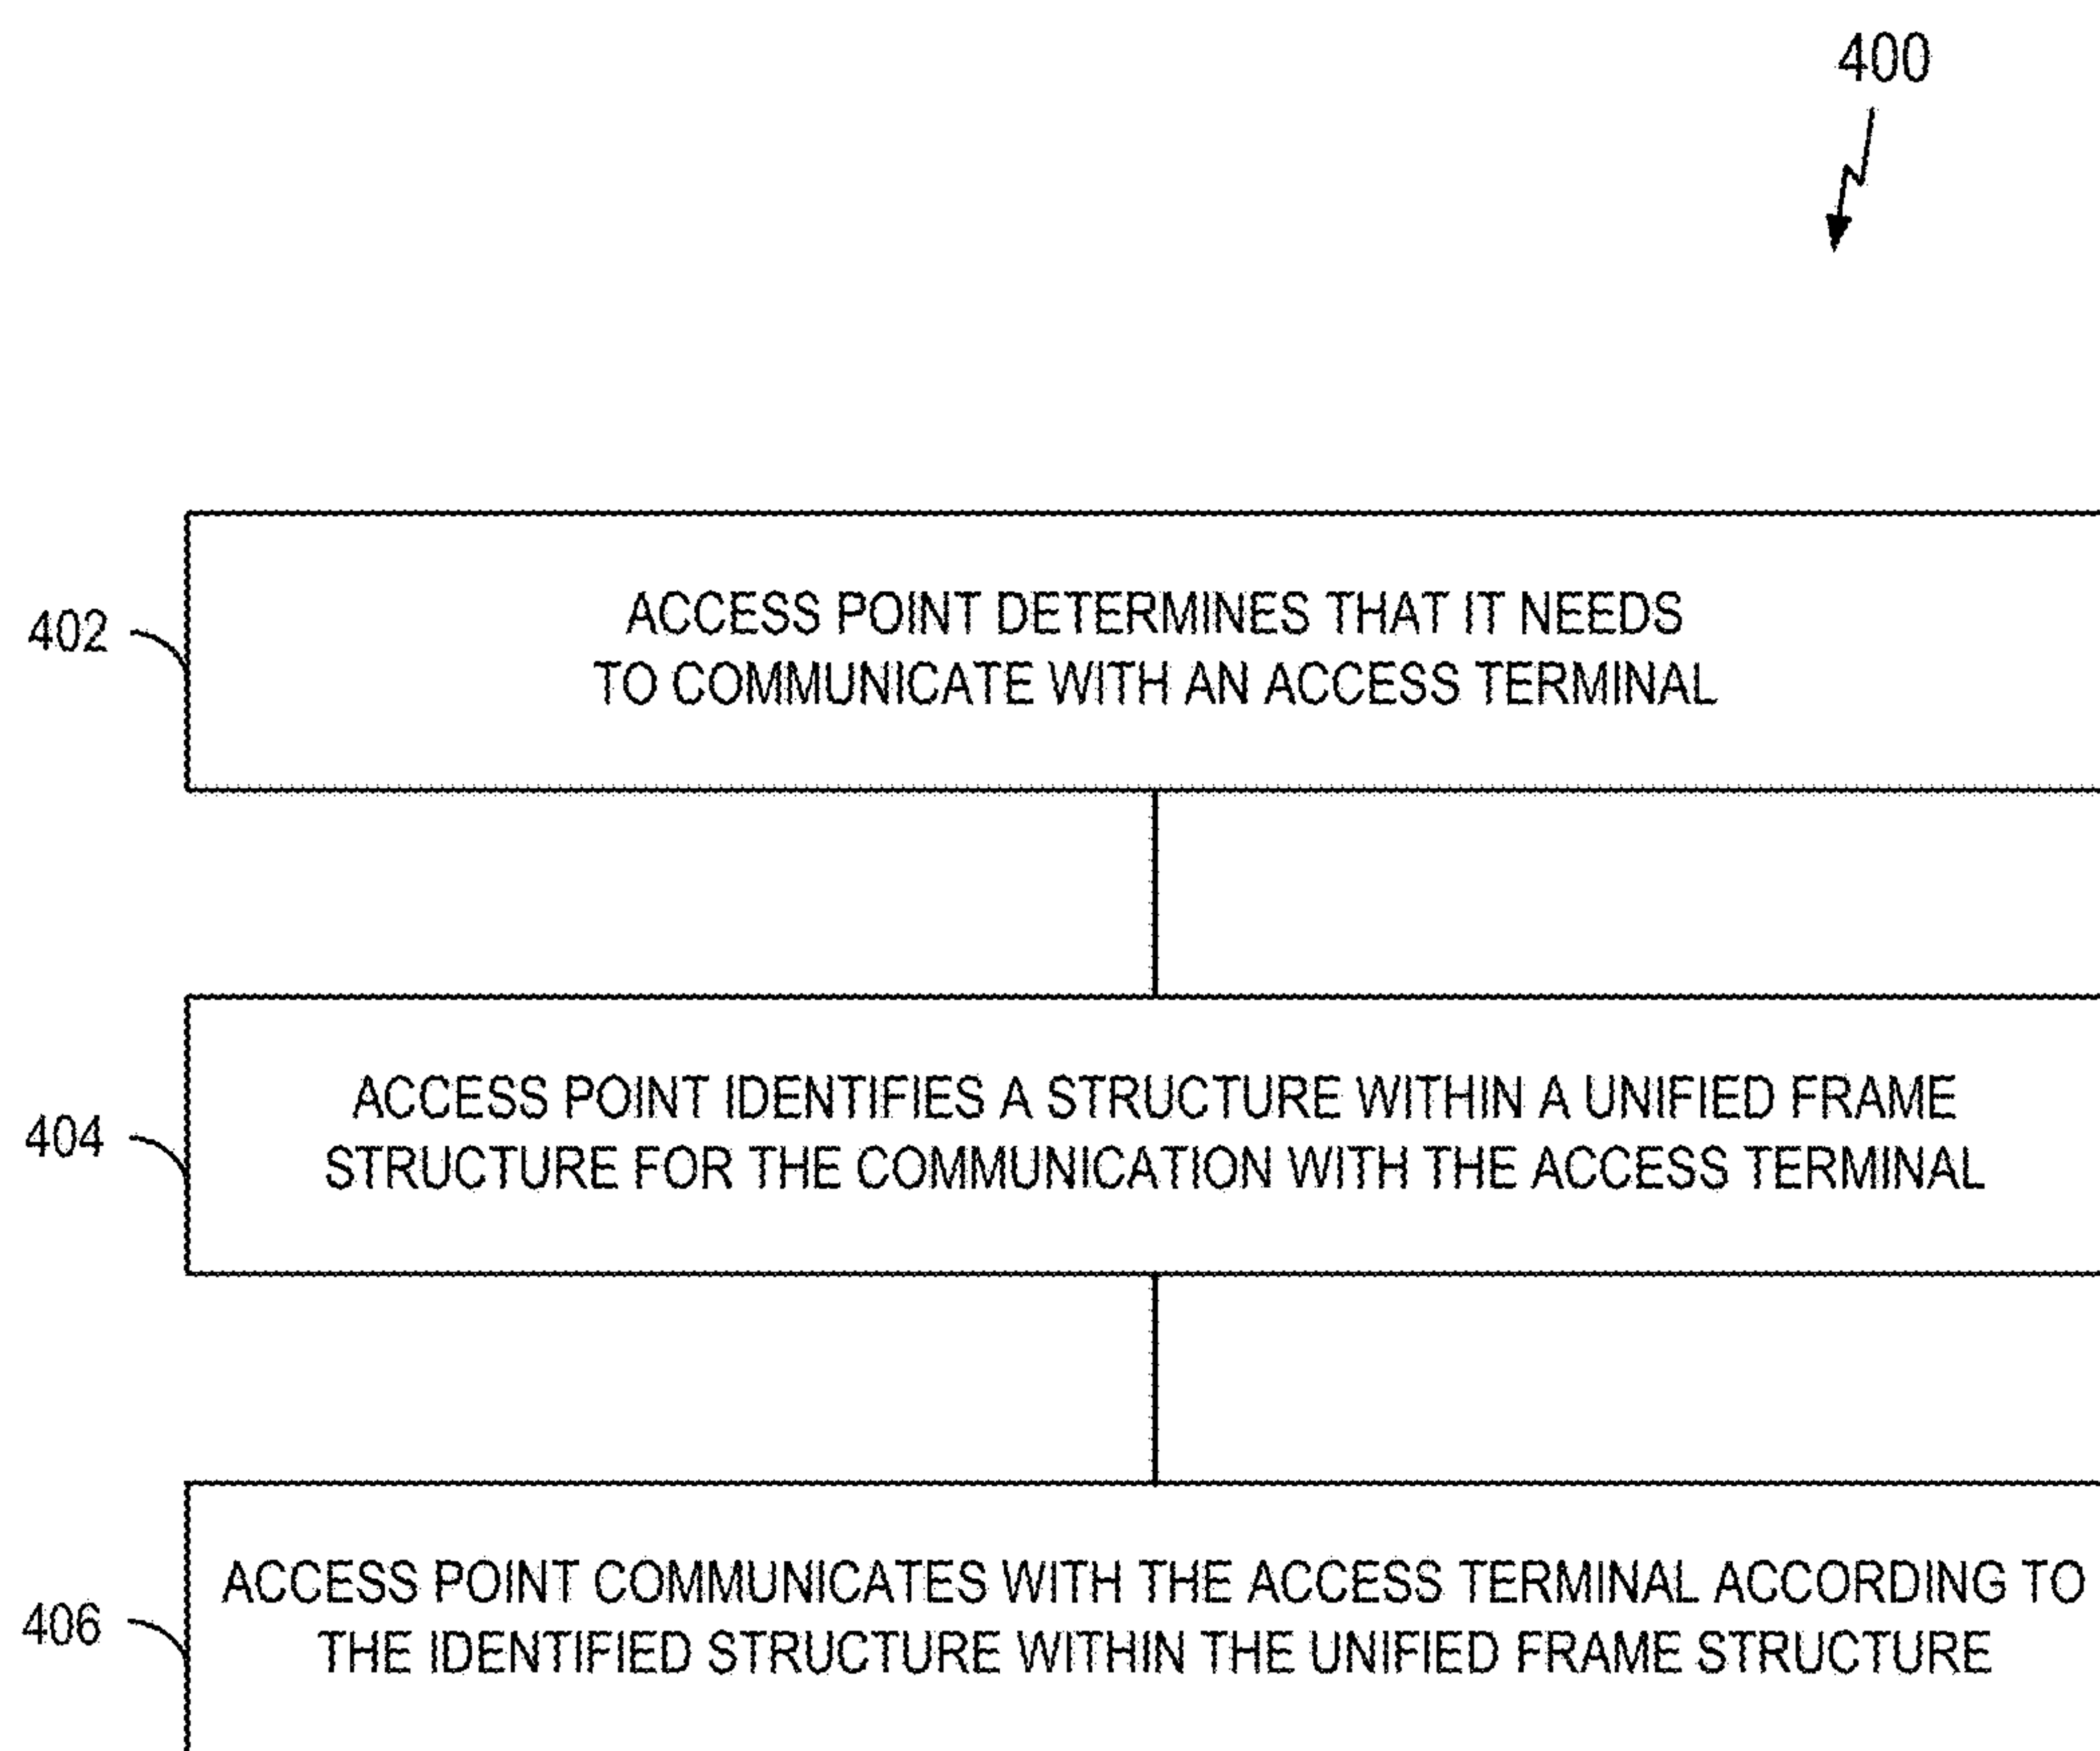 400
402
ACCESS POINT DETERMINES THAT IT NEEDS
TO COMMUNICATE WITH AN ACCESS TERMINAL
404
ACCESS POINT IDENTIFIES A STRUCTURE WITHIN A UNIFIED FRAME
STRUCTURE FOR THE COMMUNICATION WITH THE ACCESS TERMINAL
406
ACCESS POINT COMMUNICATES WITH THE ACCESS TERMINAL ACCORDING TO
THE IDENTIFIED STRUCTURE WITHIN THE UNIFIED FRAME STRUCTURE